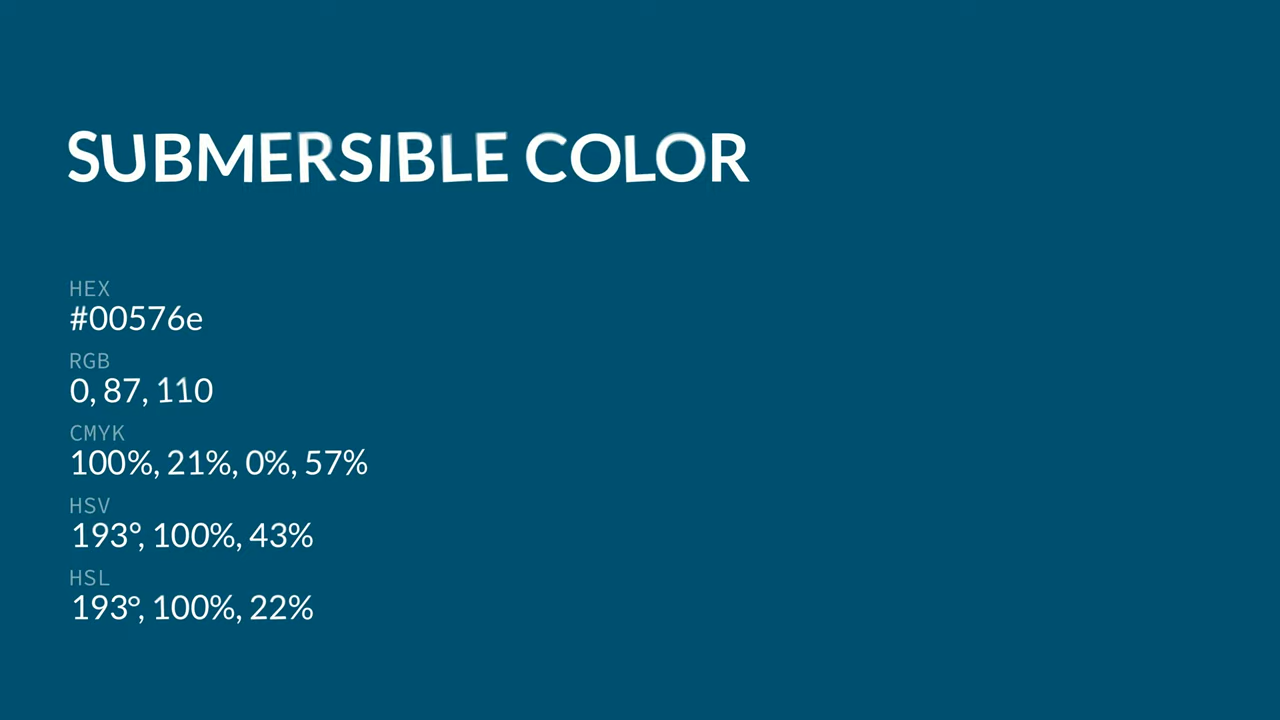 SUBMERSIBLE COLOR
HEX
#00576e
RGB
0, 87, 110
CMYK
100%, 21%, 0%, 57%
HSV
193°, 100%, 43%
HSL
193°, 100%, 22%